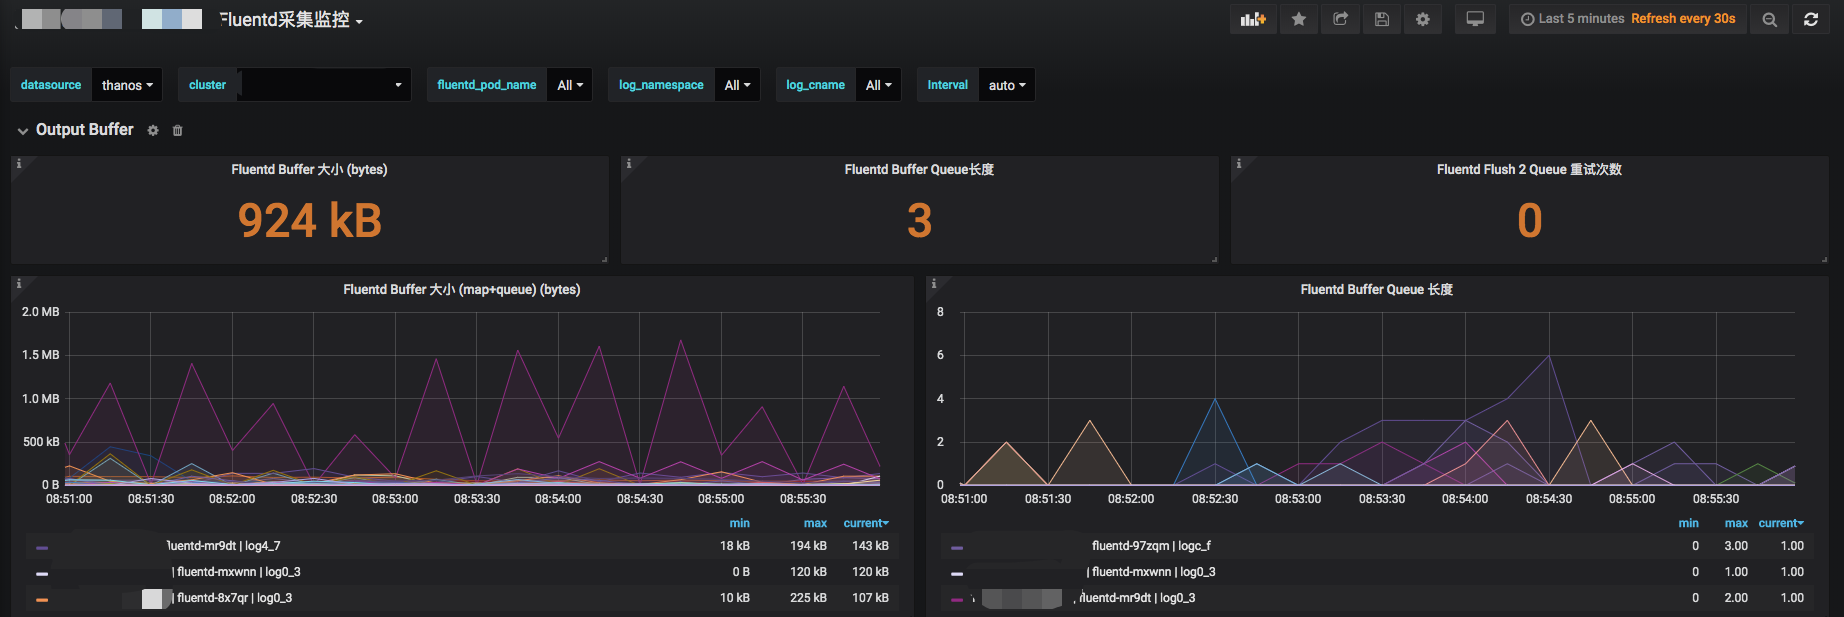 Fluentd采集监控
Last 5 minutes Refresh every 30s
datasource thanos cluster fluentd_pod_name All log_namespace All log_cname All Interval auto
Output Buffer
Fluentd Buffer 大小 (bytes)
924 kB
Fluentd Buffer Queue长度
3
Fluentd Flush 2 Queue 重试次数
0
Fluentd Buffer 大小 (map+queue) (bytes)
2.0 MB
1.5 MB
1.0 MB
500 kB
0 B
08:51:00 08:51:30 08:52:00 08:52:30 08:53:00 08:53:30 08:54:00 08:54:30 08:55:00 08:55:30
min max current
fluentd-mr9dt | log4_7 18 kB 194 kB 143 kB
| fluentd-mxwnn | log0_3 0 B 120 kB 120 kB
| fluentd-8x7qr | log0_3 10 kB 225 kB 107 kB
Fluentd Buffer Queue 长度
8
6
4
2
0
08:51:00 08:51:30 08:52:00 08:52:30 08:53:00 08:53:30 08:54:00 08:54:30 08:55:00 08:55:30
min max current
fluentd-97zqm | logc_f 0 3.00 1.00
| fluentd-mxwnn | log0_3 0 1.00 1.00
fluentd-mr9dt | log0_3 0 2.00 1.00